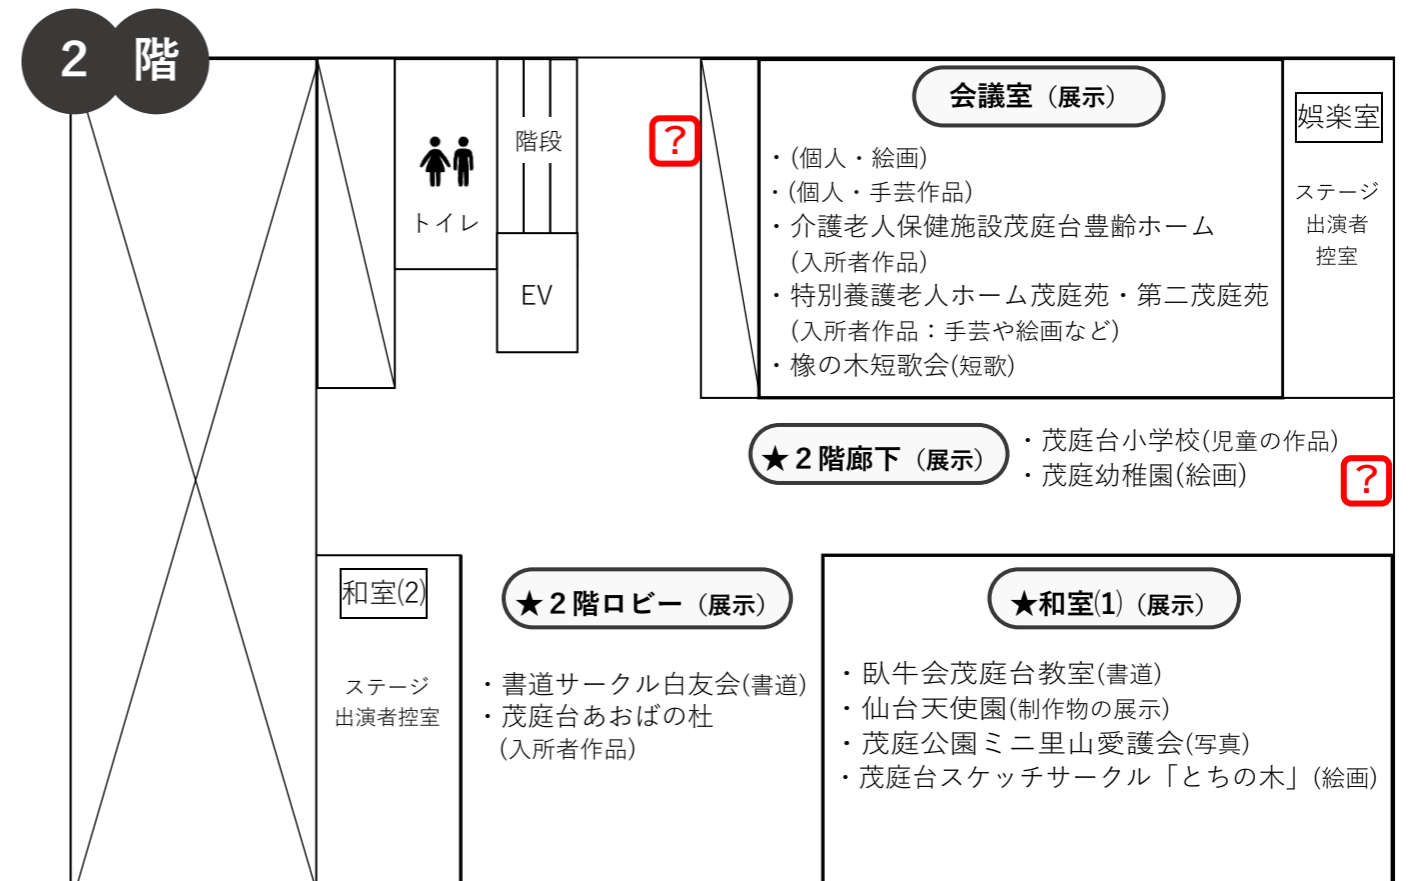 2 階
トイレ
階段
EV
?
会議室（展示）
・(個人・絵画)
・(個人・手芸作品)
・介護老人保健施設茂庭台豊齢ホーム
(入所者作品)
・特別養護老人ホーム茂庭苑・第二茂庭苑
(入所者作品：手芸や絵画など)
・橡の木短歌会(短歌)
娯楽室
ステージ
出演者
控室
★２階廊下（展示）
・茂庭台小学校(児童の作品)
・茂庭幼稚園(絵画)
?
和室⑵
ステージ
出演者控室
★２階ロビー（展示）
・書道サークル白友会(書道)
・茂庭台あおばの杜
(入所者作品)
★和室⑴（展示）
・臥牛会茂庭台教室(書道)
・仙台天使園(制作物の展示)
・茂庭公園ミニ里山愛護会(写真)
・茂庭台スケッチサークル「とちの木」(絵画)